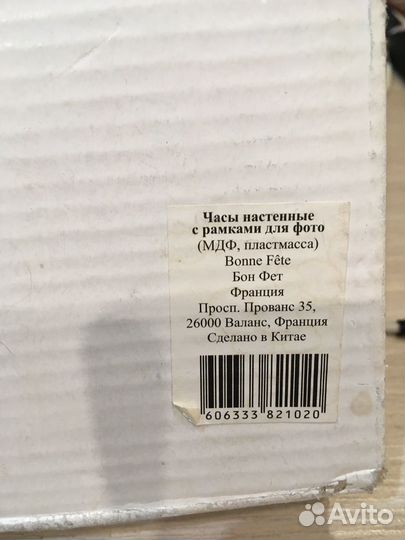 Часы настенные
с рамками для фото
(МДФ, пластмасса)
Bonne Fête
Бон Фет
Франция
Просп. Прованс 35,
26000 Валанс, Франция
Сделано в Китае
606333 821020
Avito